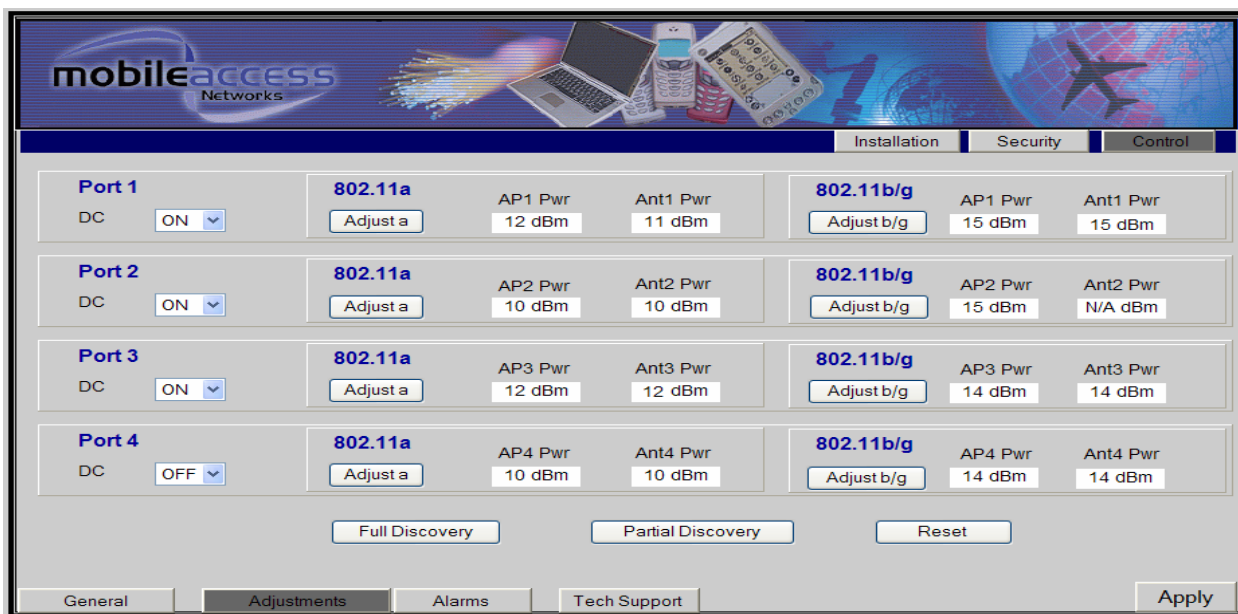 mobileaccess
Networks
Installation Security Control
Port 1
DC ON
802.11a
Adjust a
AP1 Pwr
12 dBm
Ant1 Pwr
11 dBm
802.11b/g
Adjust b/g
AP1 Pwr
15 dBm
Ant1 Pwr
15 dBm
Port 2
DC ON
802.11a
Adjust a
AP2 Pwr
10 dBm
Ant2 Pwr
10 dBm
802.11b/g
Adjust b/g
AP2 Pwr
15 dBm
Ant2 Pwr
N/A dBm
Port 3
DC ON
802.11a
Adjust a
AP3 Pwr
12 dBm
Ant3 Pwr
12 dBm
802.11b/g
Adjust b/g
AP3 Pwr
14 dBm
Ant3 Pwr
14 dBm
Port 4
DC OFF
802.11a
Adjust a
AP4 Pwr
10 dBm
Ant4 Pwr
10 dBm
802.11b/g
Adjust b/g
AP4 Pwr
14 dBm
Ant4 Pwr
14 dBm
Full Discovery Partial Discovery Reset
General Adjustments Alarms Tech Support Apply